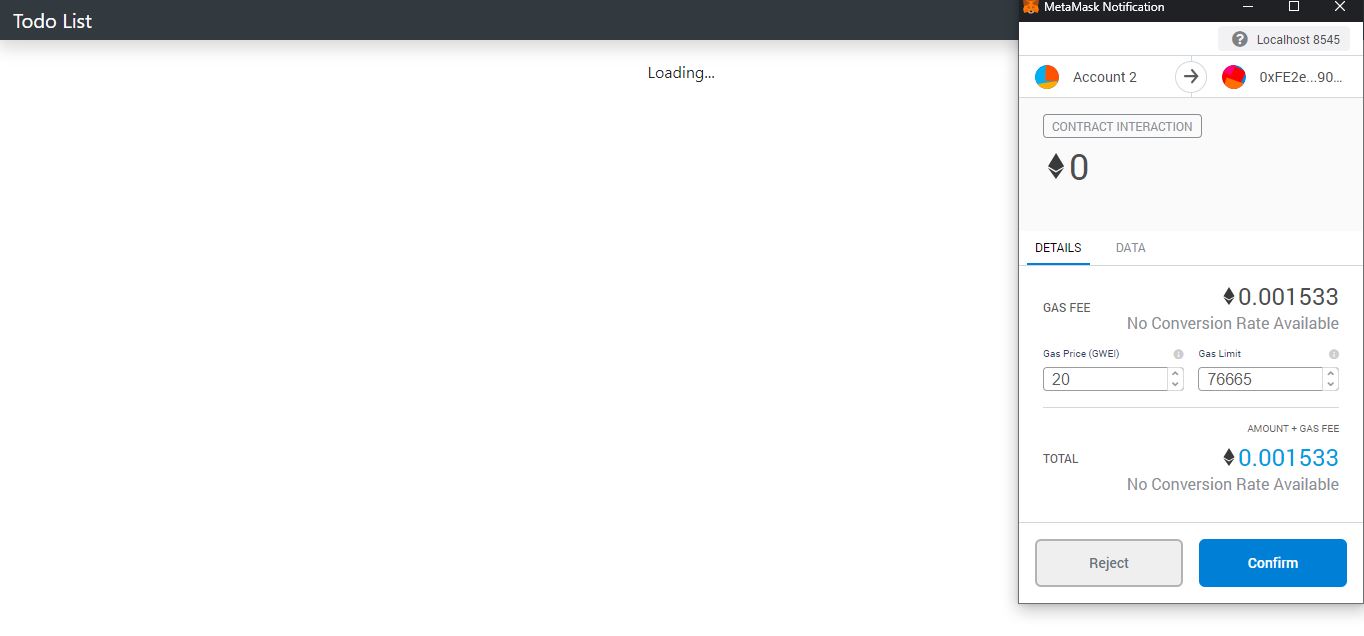 Todo List
Loading...
MetaMask Notification
Localhost 8545
Account 2
0xFE2e...90...
CONTRACT INTERACTION
0
DETAILS
DATA
GAS FEE
0.001533
No Conversion Rate Available
Gas Price (GWEI)
Gas Limit
20
76665
AMOUNT + GAS FEE
TOTAL
0.001533
No Conversion Rate Available
Reject
Confirm